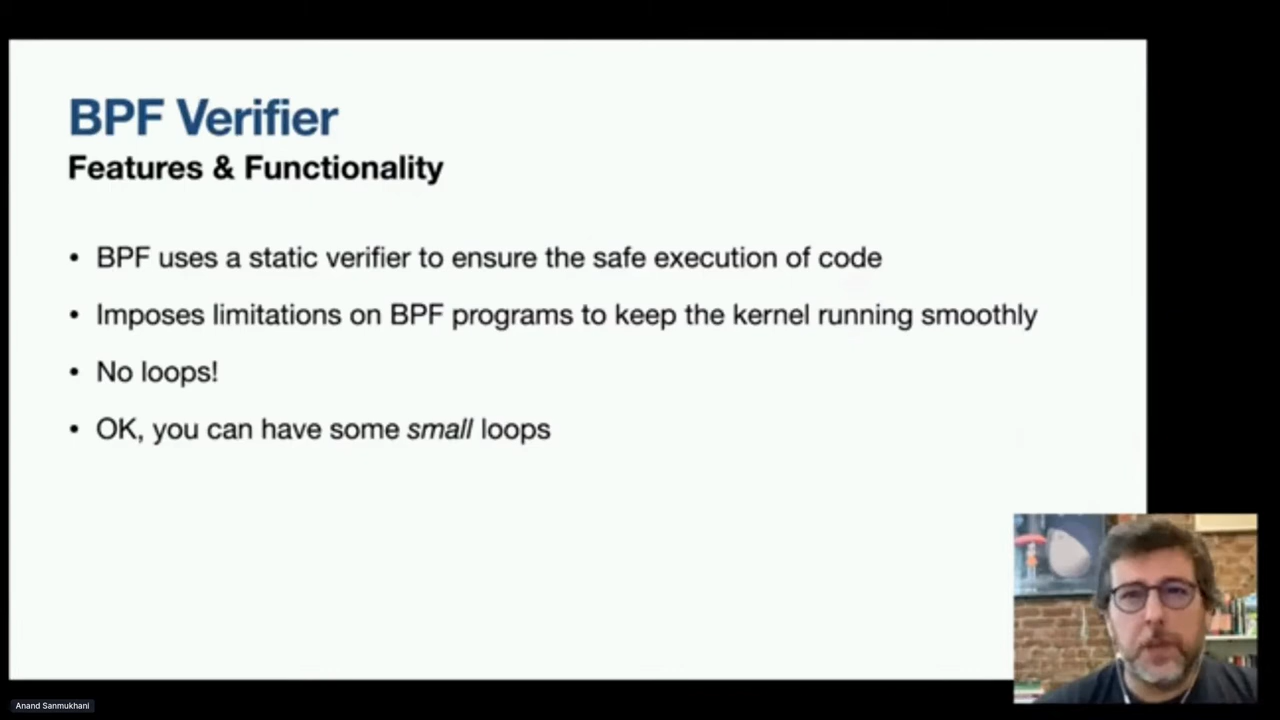 BPF Verifier
Features & Functionality
• BPF uses a static verifier to ensure the safe execution of code
• Imposes limitations on BPF programs to keep the kernel running smoothly
• No loops!
• OK, you can have some small loops
Anand Sanmukhani